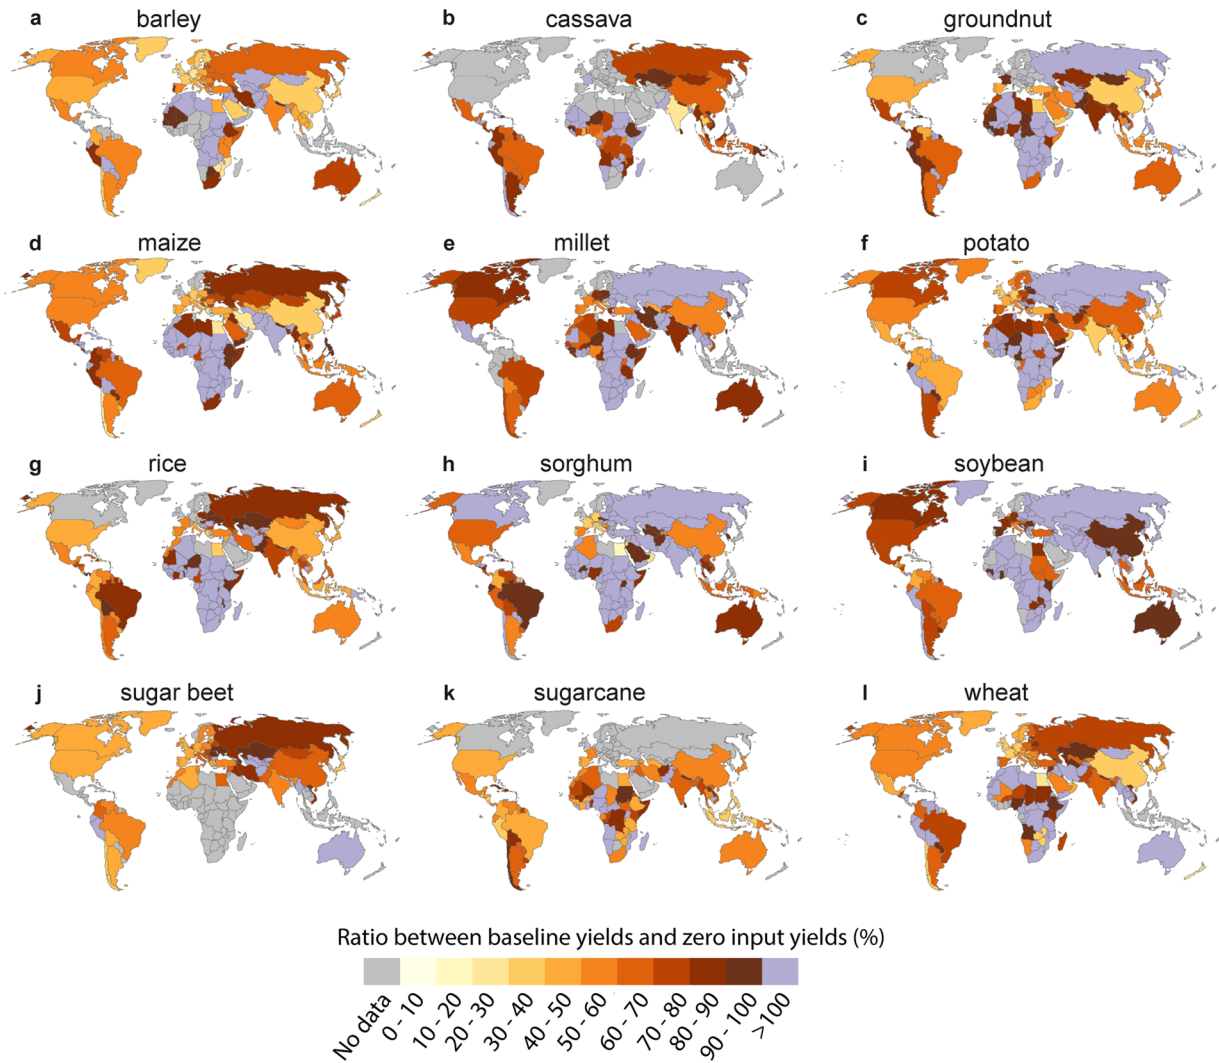 a barley
b cassava
c groundnut
d maize
e millet
f potato
g rice
h sorghum
i soybean
j sugar beet
k sugarcane
l wheat
Ratio between baseline yields and zero input yields (%)
No data
0 - 10
10 - 20
20 - 30
30 - 40
40 - 50
50 - 60
60 - 70
70 - 80
80 - 90
90 - 100
>100